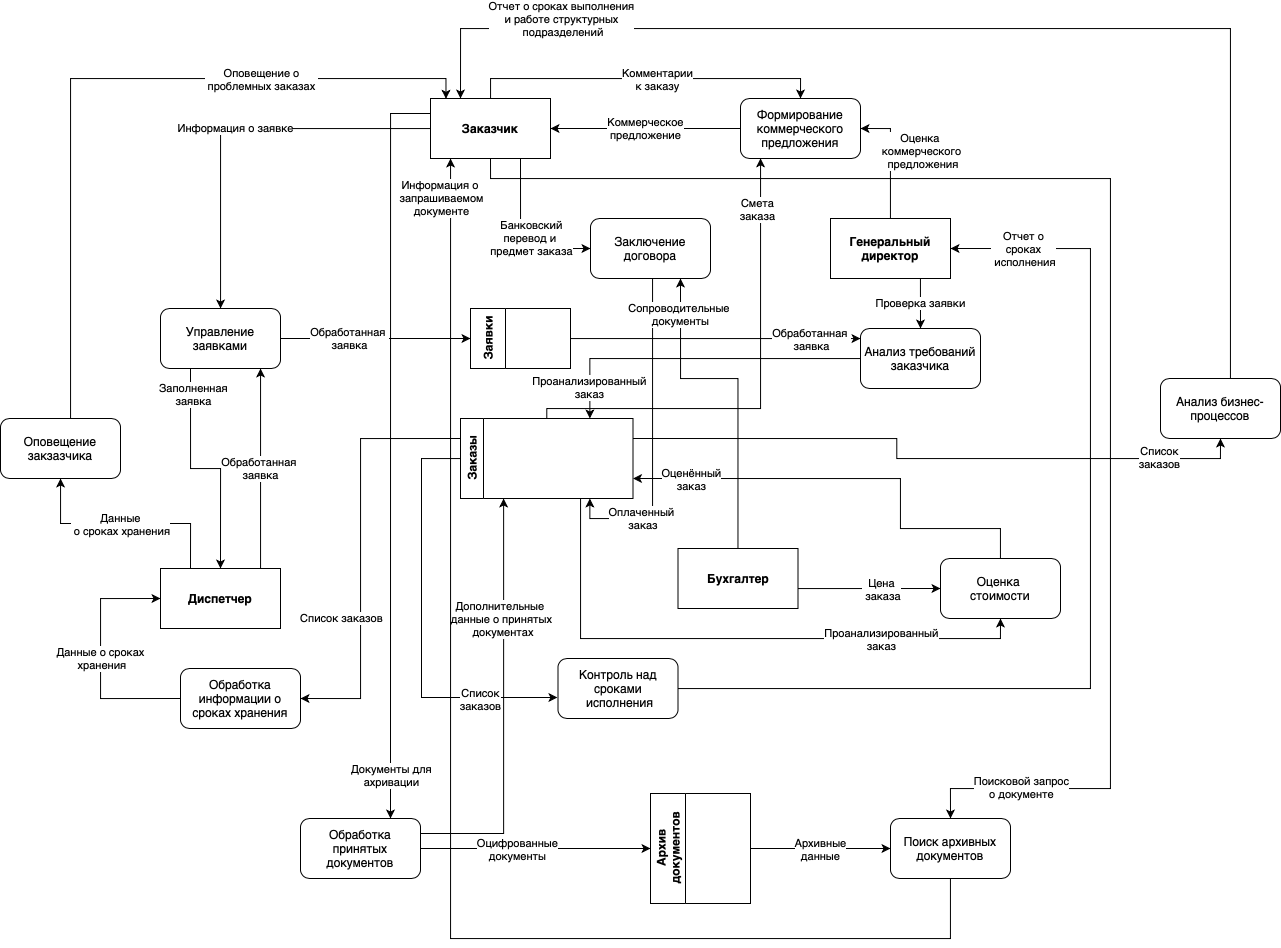 Отчет о сроках выполнения
и работе структурных
подразделений
Оповещение о
проблемных заказах
Комментарии
к заказу
Информация о заявке
Заказчик
Коммерческое
предложение
Формирование
коммерческого
предложения
Оценка
коммерческого
предложения
Информация о
запрашиваемом
документе
Смета
заказа
Банковский
перевод и
предмет заказа
Заключение
договора
Генеральный
директор
Отчет о
сроках
исполнения
Сопроводительные
документы
Проверка заявки
Управление
заявками
Обработанная
заявка
Заявки
Обработанная
заявка
Анализ требований
заказчика
Заполненная
заявка
Проанализированный
заказ
Анализ бизнес-
процессов
Оповещение
закзазчика
Обработанная
заявка
Заказы
Список
заказов
Оценённый
заказ
Данные
о сроках хранения
Оплаченный
заказ
Диспетчер
Бухгалтер
Цена
заказа
Оценка
стоимости
Список заказов
Дополнительные
данные о принятых
документах
Проанализированный
заказ
Данные о сроках
хранения
Обработка
информации о
сроках хранения
Список
заказов
Контроль над
сроками
исполнения
Документы для
ахривации
Поисковой запрос
о документе
Обработка
принятых
документов
Оцифрованные
документы
Архив
документов
Архивные
данные
Поиск архивных
документов